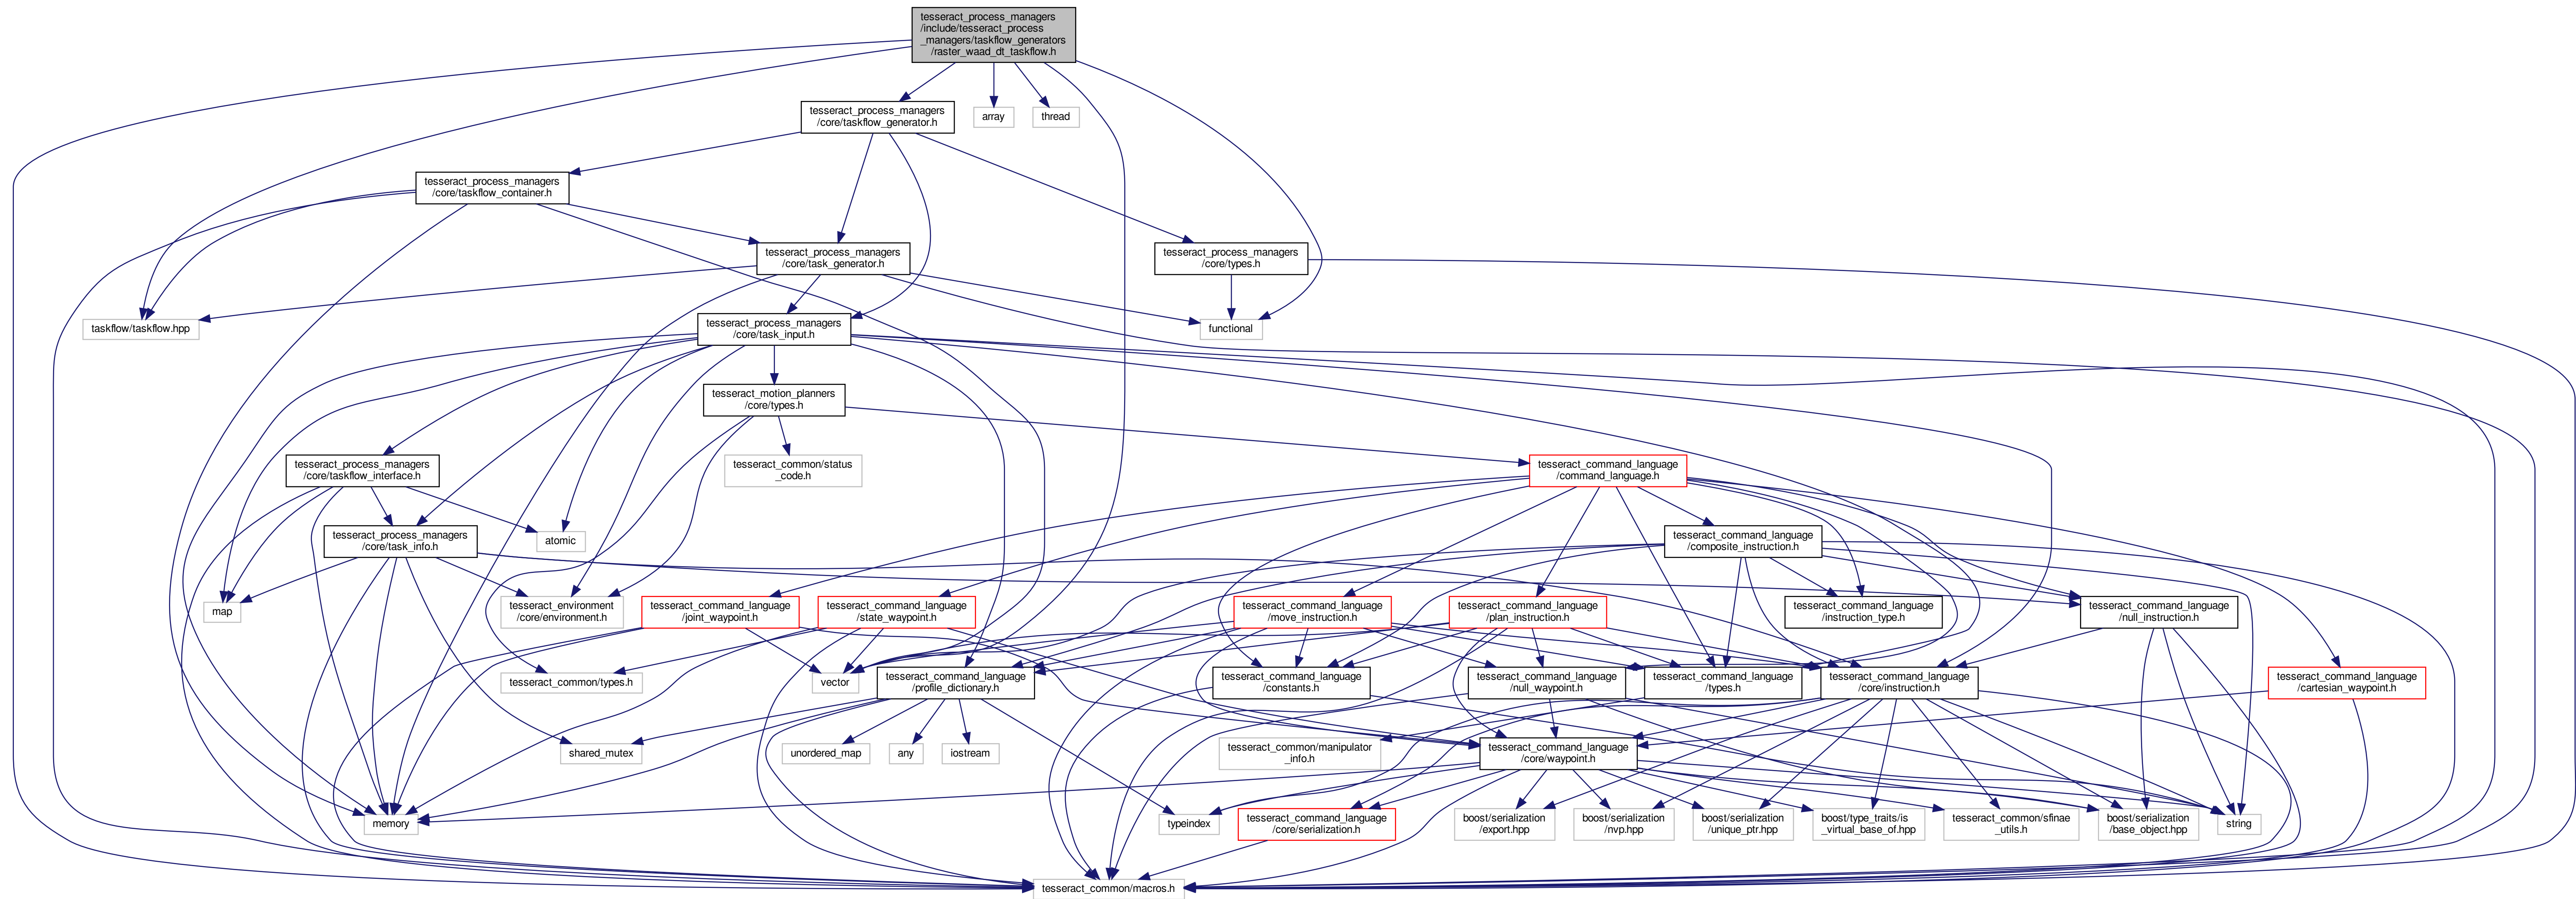 tesseract_process_managers
/include/tesseract_process
_managers/taskflow_generators
/raster_waad_dt_taskflow.h
tesseract_process_managers
/core/taskflow_generator.h
array
thread
tesseract_process_managers
/core/taskflow_container.h
tesseract_process_managers
/core/task_generator.h
tesseract_process_managers
/core/types.h
taskflow/taskflow.hpp
tesseract_process_managers
/core/task_input.h
functional
tesseract_motion_planners
/core/types.h
tesseract_process_managers
/core/taskflow_interface.h
tesseract_common/status
_code.h
tesseract_command_language
/command_language.h
tesseract_process_managers
/core/task_info.h
atomic
tesseract_command_language
/composite_instruction.h
map
tesseract_environment
/core/environment.h
tesseract_command_language
/joint_waypoint.h
tesseract_command_language
/state_waypoint.h
tesseract_command_language
/move_instruction.h
tesseract_command_language
/plan_instruction.h
tesseract_command_language
/instruction_type.h
tesseract_command_language
/null_instruction.h
tesseract_common/types.h
vector
tesseract_command_language
/profile_dictionary.h
tesseract_command_language
/constants.h
tesseract_command_language
/null_waypoint.h
tesseract_command_language
/types.h
tesseract_command_language
/core/instruction.h
tesseract_command_language
/cartesian_waypoint.h
shared_mutex
unordered_map
any
iostream
tesseract_common/manipulator
_info.h
tesseract_command_language
/core/waypoint.h
memory
typeindex
tesseract_command_language
/core/serialization.h
boost/serialization
/export.hpp
boost/serialization
/nvp.hpp
boost/serialization
/unique_ptr.hpp
boost/type_traits/is
_virtual_base_of.hpp
tesseract_common/sfinae
_utils.h
boost/serialization
/base_object.hpp
string
tesseract_common/macros.h